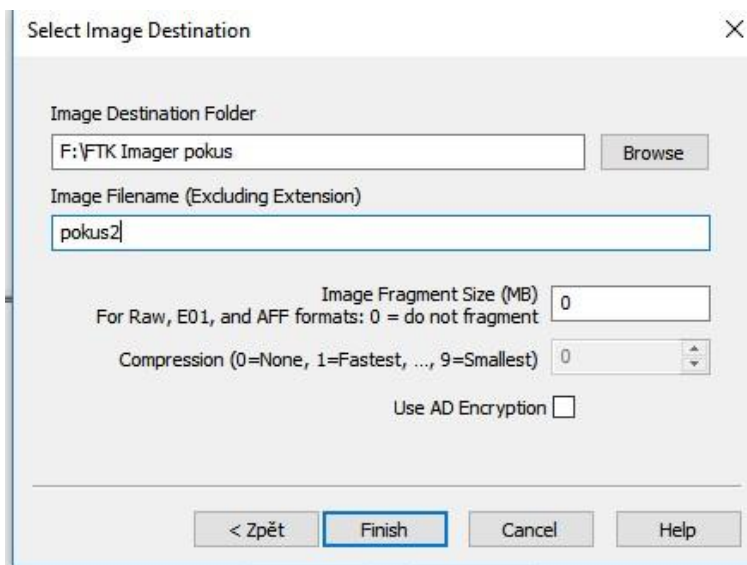 Select Image Destination
Image Destination Folder
F:\FTK Imager pokus
Browse
Image Filename (Excluding Extension)
pokus2
Image Fragment Size (MB)
For Raw, E01, and AFF formats: 0 = do not fragment
0
Compression (0=None, 1=Fastest, ..., 9=Smallest)
0
Use AD Encryption
< Zpět
Finish
Cancel
Help